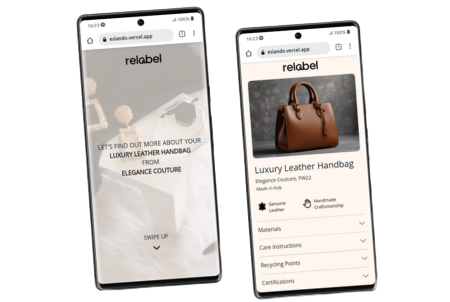 16:23
100%
eslando.vercel.app
relabel
LET'S FIND OUT MORE ABOUT YOUR
LUXURY LEATHER HANDBAG
FROM
ELEGANCE COUTURE
SWIPE UP
16:23
100%
eslando.vercel.app
relabel
Luxury Leather Handbag
Elegance Couture, FW22
Made in Italy
Genuine
Leather
Handmade
Craftsmanship
Materials
Care Instructions
Recycling Points
Certifications